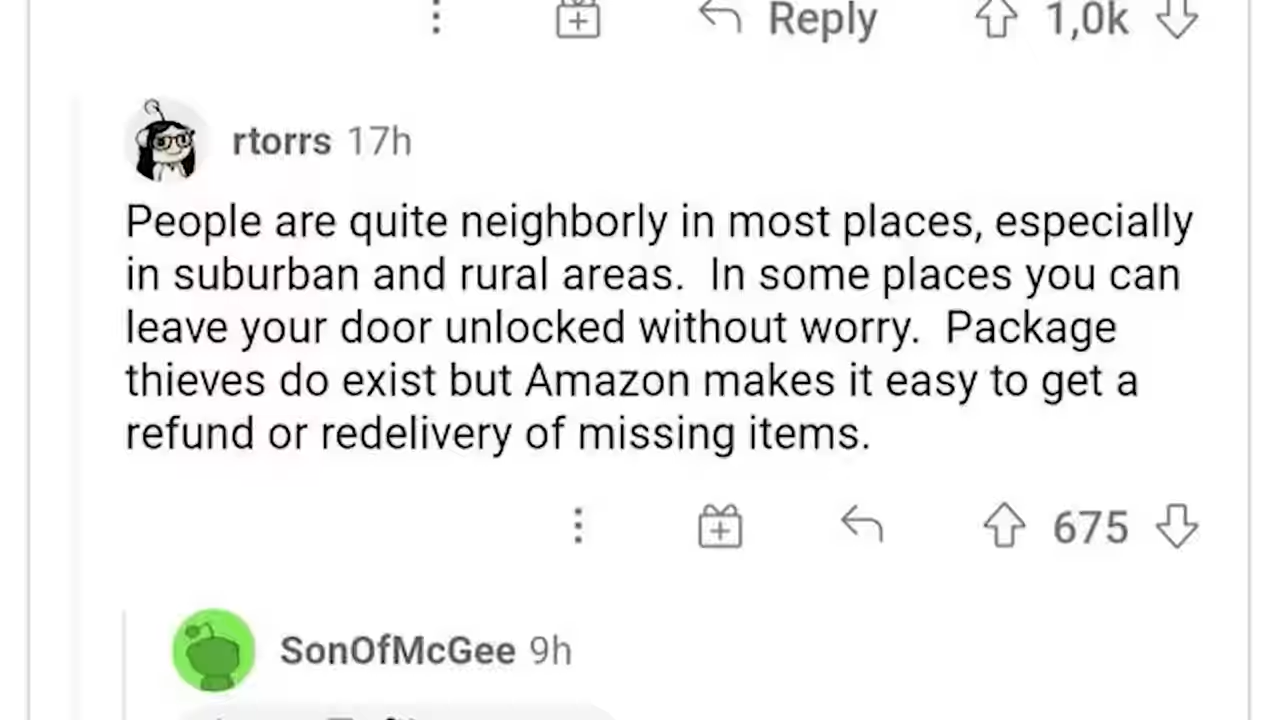 Reply 1,0k
rtorrs 17h
People are quite neighborly in most places, especially
in suburban and rural areas.  In some places you can
leave your door unlocked without worry.  Package
thieves do exist but Amazon makes it easy to get a
refund or redelivery of missing items.
675
SonOfMcGee 9h